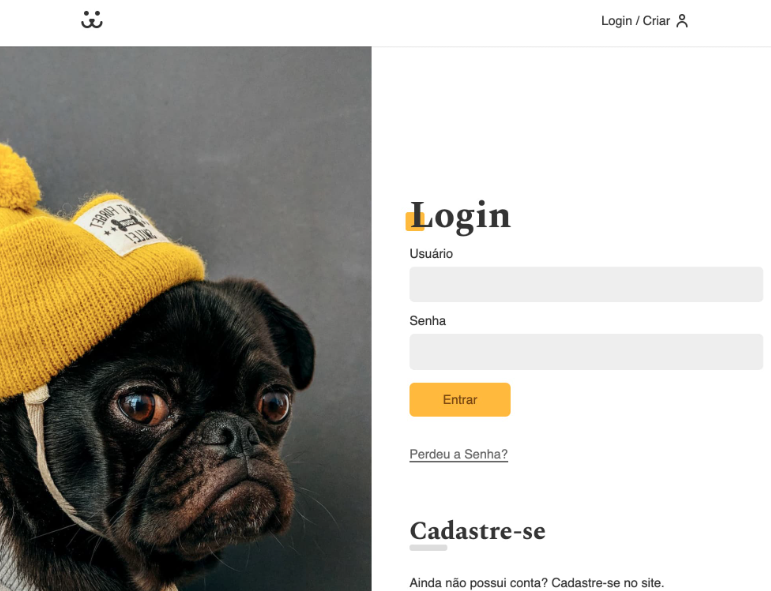 Login / Criar
Login
Usuário
Senha
Entrar
Perdeu a Senha?
Cadastre-se
Ainda não possui conta? Cadastre-se no site.